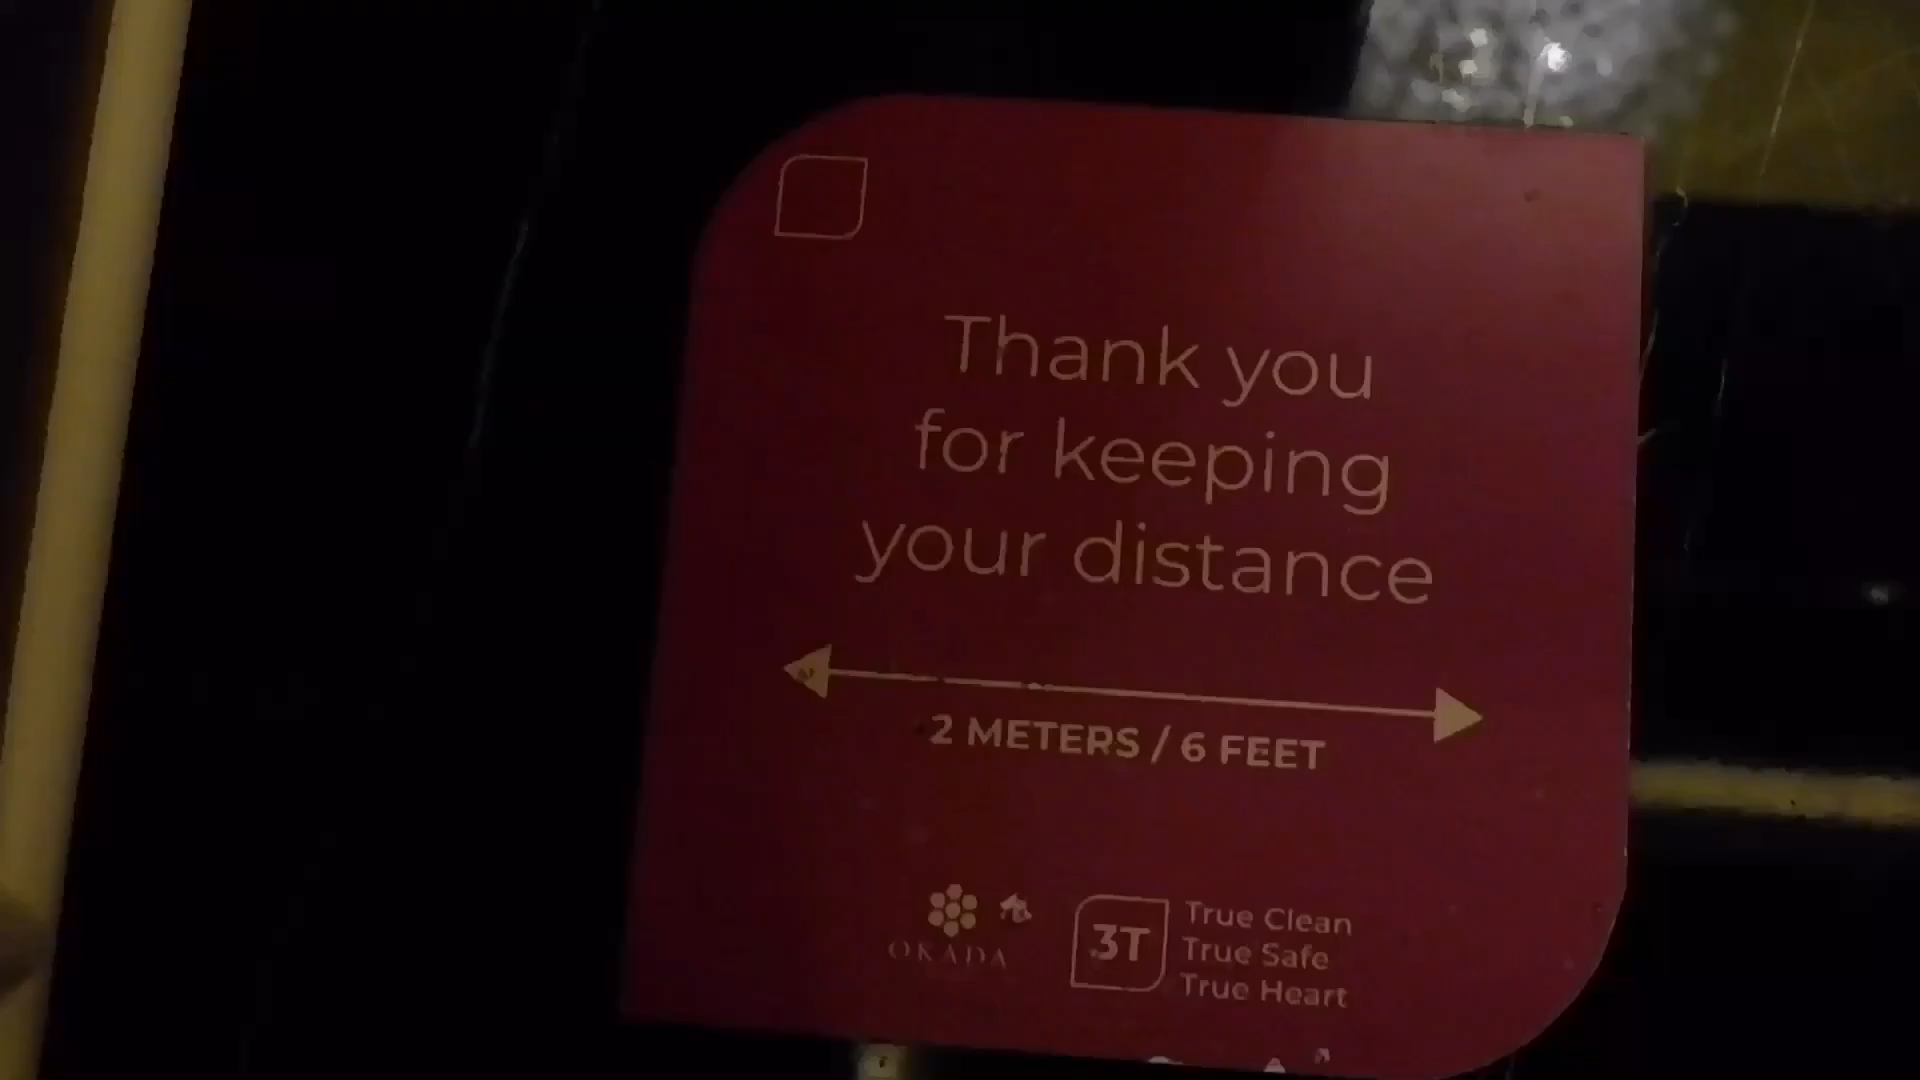 Thank you
for keeping
your distance
2 METERS / 6 FEET
OKADA
3T
True Clean
True Safe
True Heart